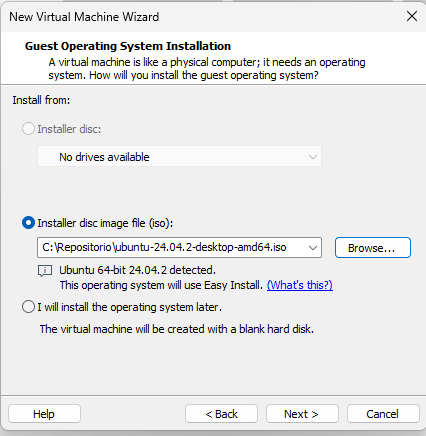 New Virtual Machine Wizard
Guest Operating System Installation
A virtual machine is like a physical computer; it needs an operating
system. How will you install the guest operating system?
Install from:
Installer disc:
No drives available
Installer disc image file (iso):
C:\Repositorio\ubuntu-24.04.2-desktop-amd64.iso
Browse...
Ubuntu 64-bit 24.04.2 detected.
This operating system will use Easy Install. (What's this?)
I will install the operating system later.
The virtual machine will be created with a blank hard disk.
Help
< Back
Next >
Cancel